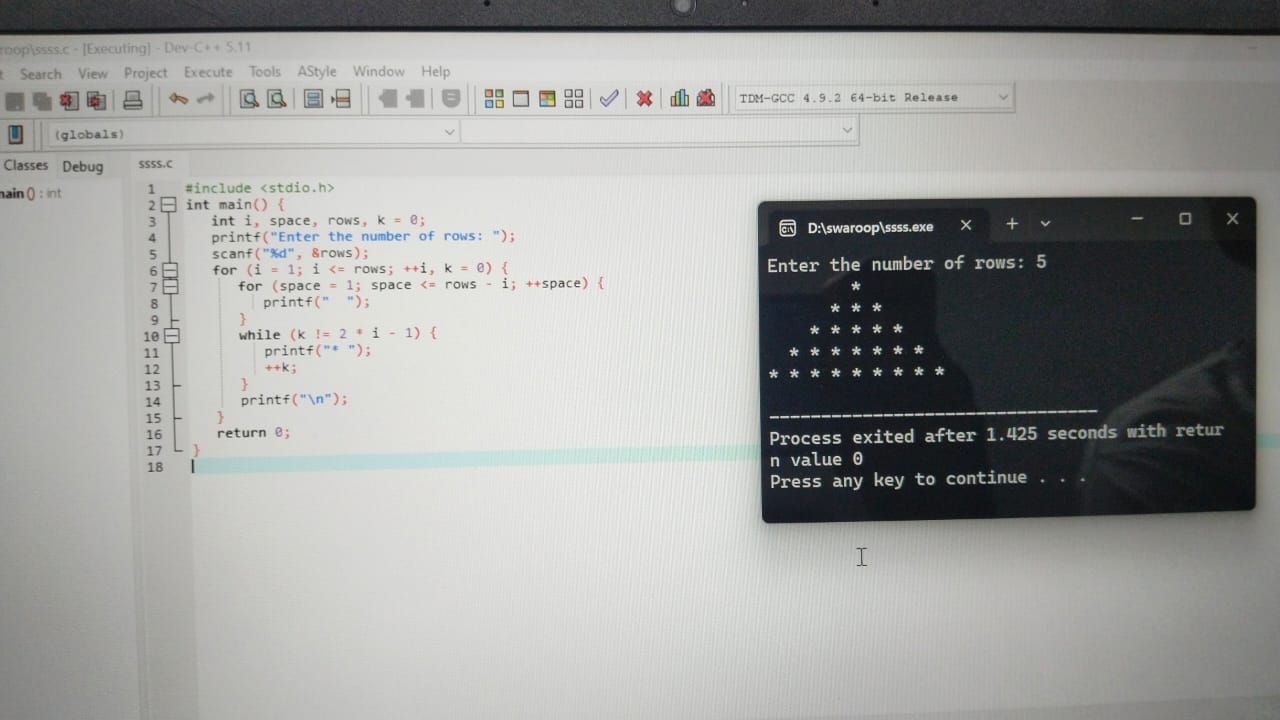 roop\ssss.c - [Executing] - Dev-C++ 5.11
t Search View Project Execute Tools AStyle Window Help
TDM-GCC 4.9.2 64-bit Release
(globals)
Classes Debug ssss.c
main () : int
1 #include <stdio.h>
2 int main() {
3 int i, space, rows, k = 0;
4 printf("Enter the number of rows: ");
5 scanf("%d", &rows);
6 for (i = 1; i <= rows; ++i, k = 0) {
7 for (space = 1; space <= rows - i; ++space) {
8 printf("  ");
9 }
10 while (k != 2 * i - 1) {
11 printf("* ");
12 ++k;
13 }
14 printf("\n");
15 }
16 return 0;
17 }
18
D:\swaroop\ssss.exe
Enter the number of rows: 5
        *
      * * *
    * * * * *
  * * * * * * *
* * * * * * * * *
--------------------------------
Process exited after 1.425 seconds with retur
n value 0
Press any key to continue . . .